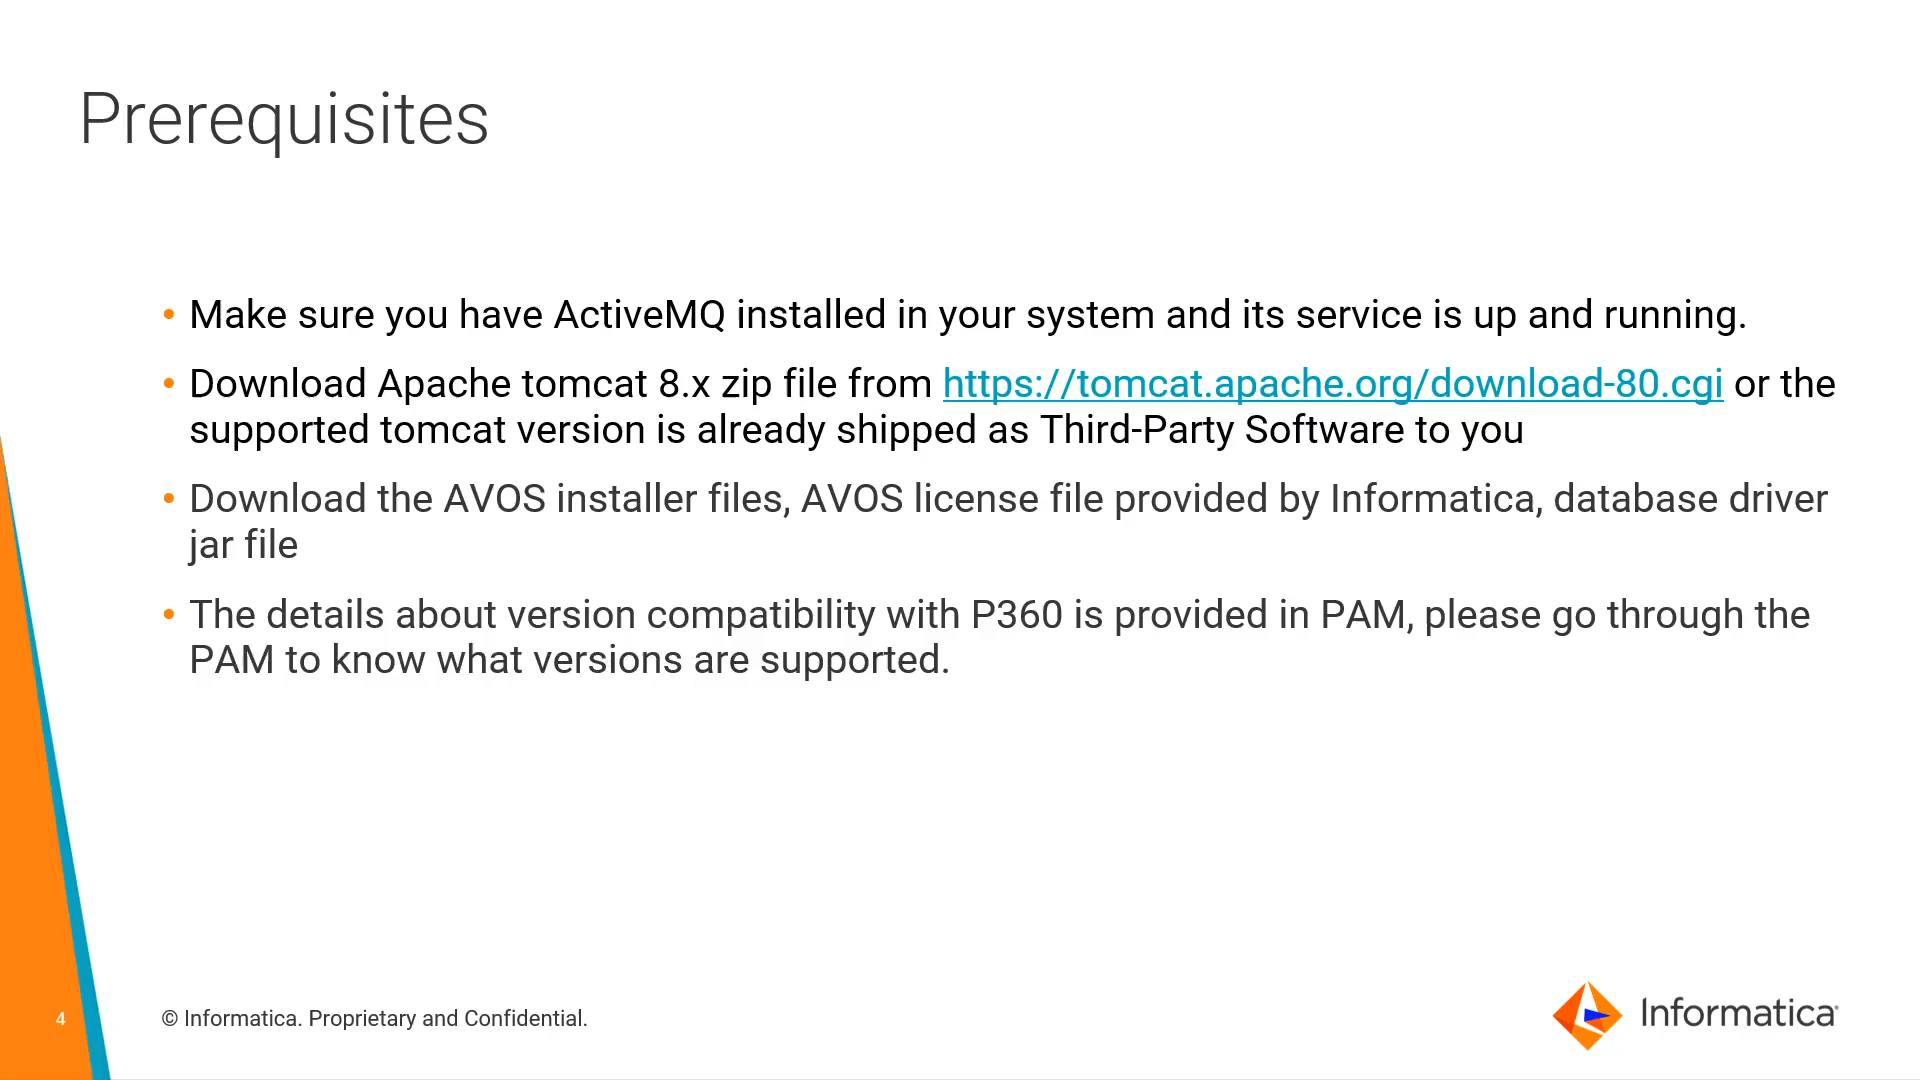 Prerequisites
• Make sure you have ActiveMQ installed in your system and its service is up and running.
• Download Apache tomcat 8.x zip file from https://tomcat.apache.org/download-80.cgi or the
supported tomcat version is already shipped as Third-Party Software to you
• Download the AVOS installer files, AVOS license file provided by Informatica, database driver
jar file
• The details about version compatibility with P360 is provided in PAM, please go through the
PAM to know what versions are supported.
4
© Informatica. Proprietary and Confidential.
Informatica